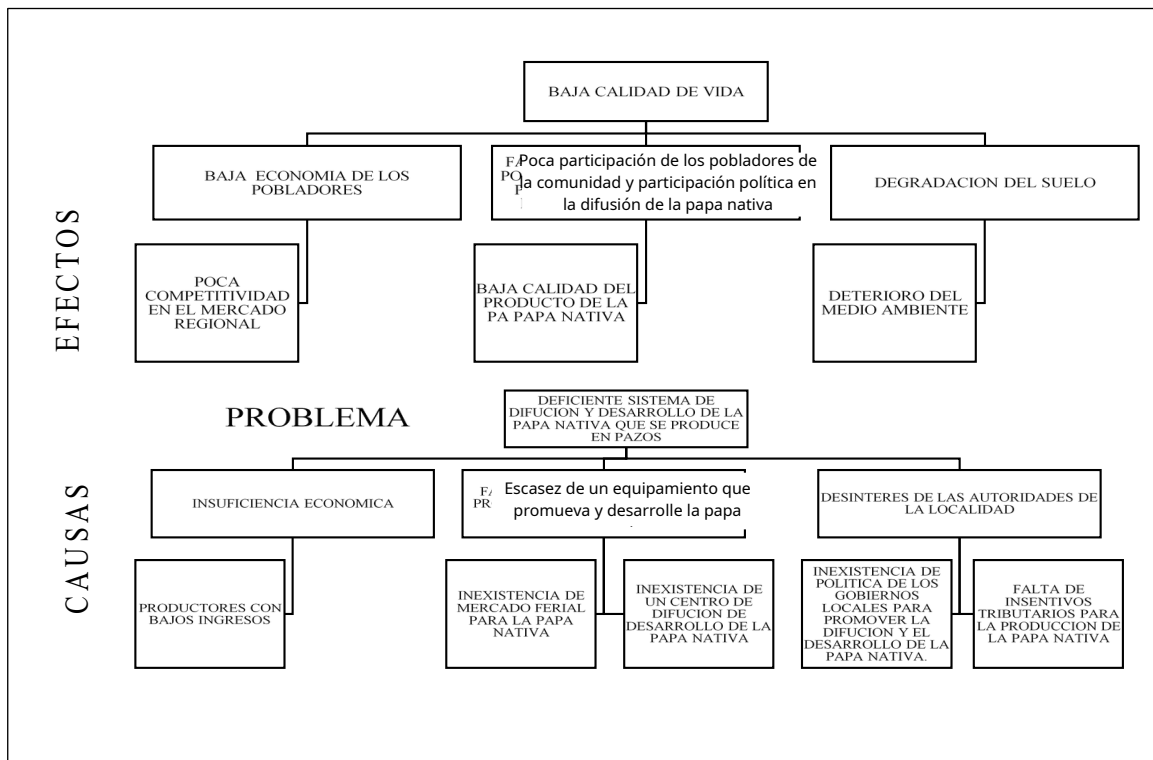 BAJA CALIDAD DE VIDA
BAJA ECONOMIA DE LOS
POBLADORES
Poca participación de los pobladores de
la comunidad y participación política en
la difusión de la papa nativa
DEGRADACION DEL SUELO
EFECTOS
POCA
COMPETITIVIDAD
EN EL MERCADO
REGIONAL
BAJA CALIDAD DEL
PRODUCTO DE LA
PA PAPA NATIVA
DETERIORO DEL
MEDIO AMBIENTE
PROBLEMA
DEFICIENTE SISTEMA DE
DIFUCION Y DESARROLLO DE LA
PAPA NATIVA QUE SE PRODUCE
EN PAZOS
CAUSAS
INSUFICIENCIA ECONOMICA
Escasez de un equipamiento que
promueva y desarrolle la papa
DESINTERES DE LAS AUTORIDADES DE
LA LOCALIDAD
PRODUCTORES CON
BAJOS INGRESOS
INEXISTENCIA DE
MERCADO FERIAL
PARA LA PAPA
NATIVA
INEXISTENCIA DE
UN CENTRO DE
DIFUCION DE
DESARROLLO DE LA
PAPA NATIVA
INEXISTENCIA DE
POLITICA DE LOS
GOBIERNOS
LOCALES PARA
PROMOVER LA
DIFUCION Y EL
DESARROLLO DE LA
PAPA NATIVA.
FALTA DE
INSENTIVOS
TRIBUTARIOS PARA
LA PRODUCCION DE
LA PAPA NATIVA